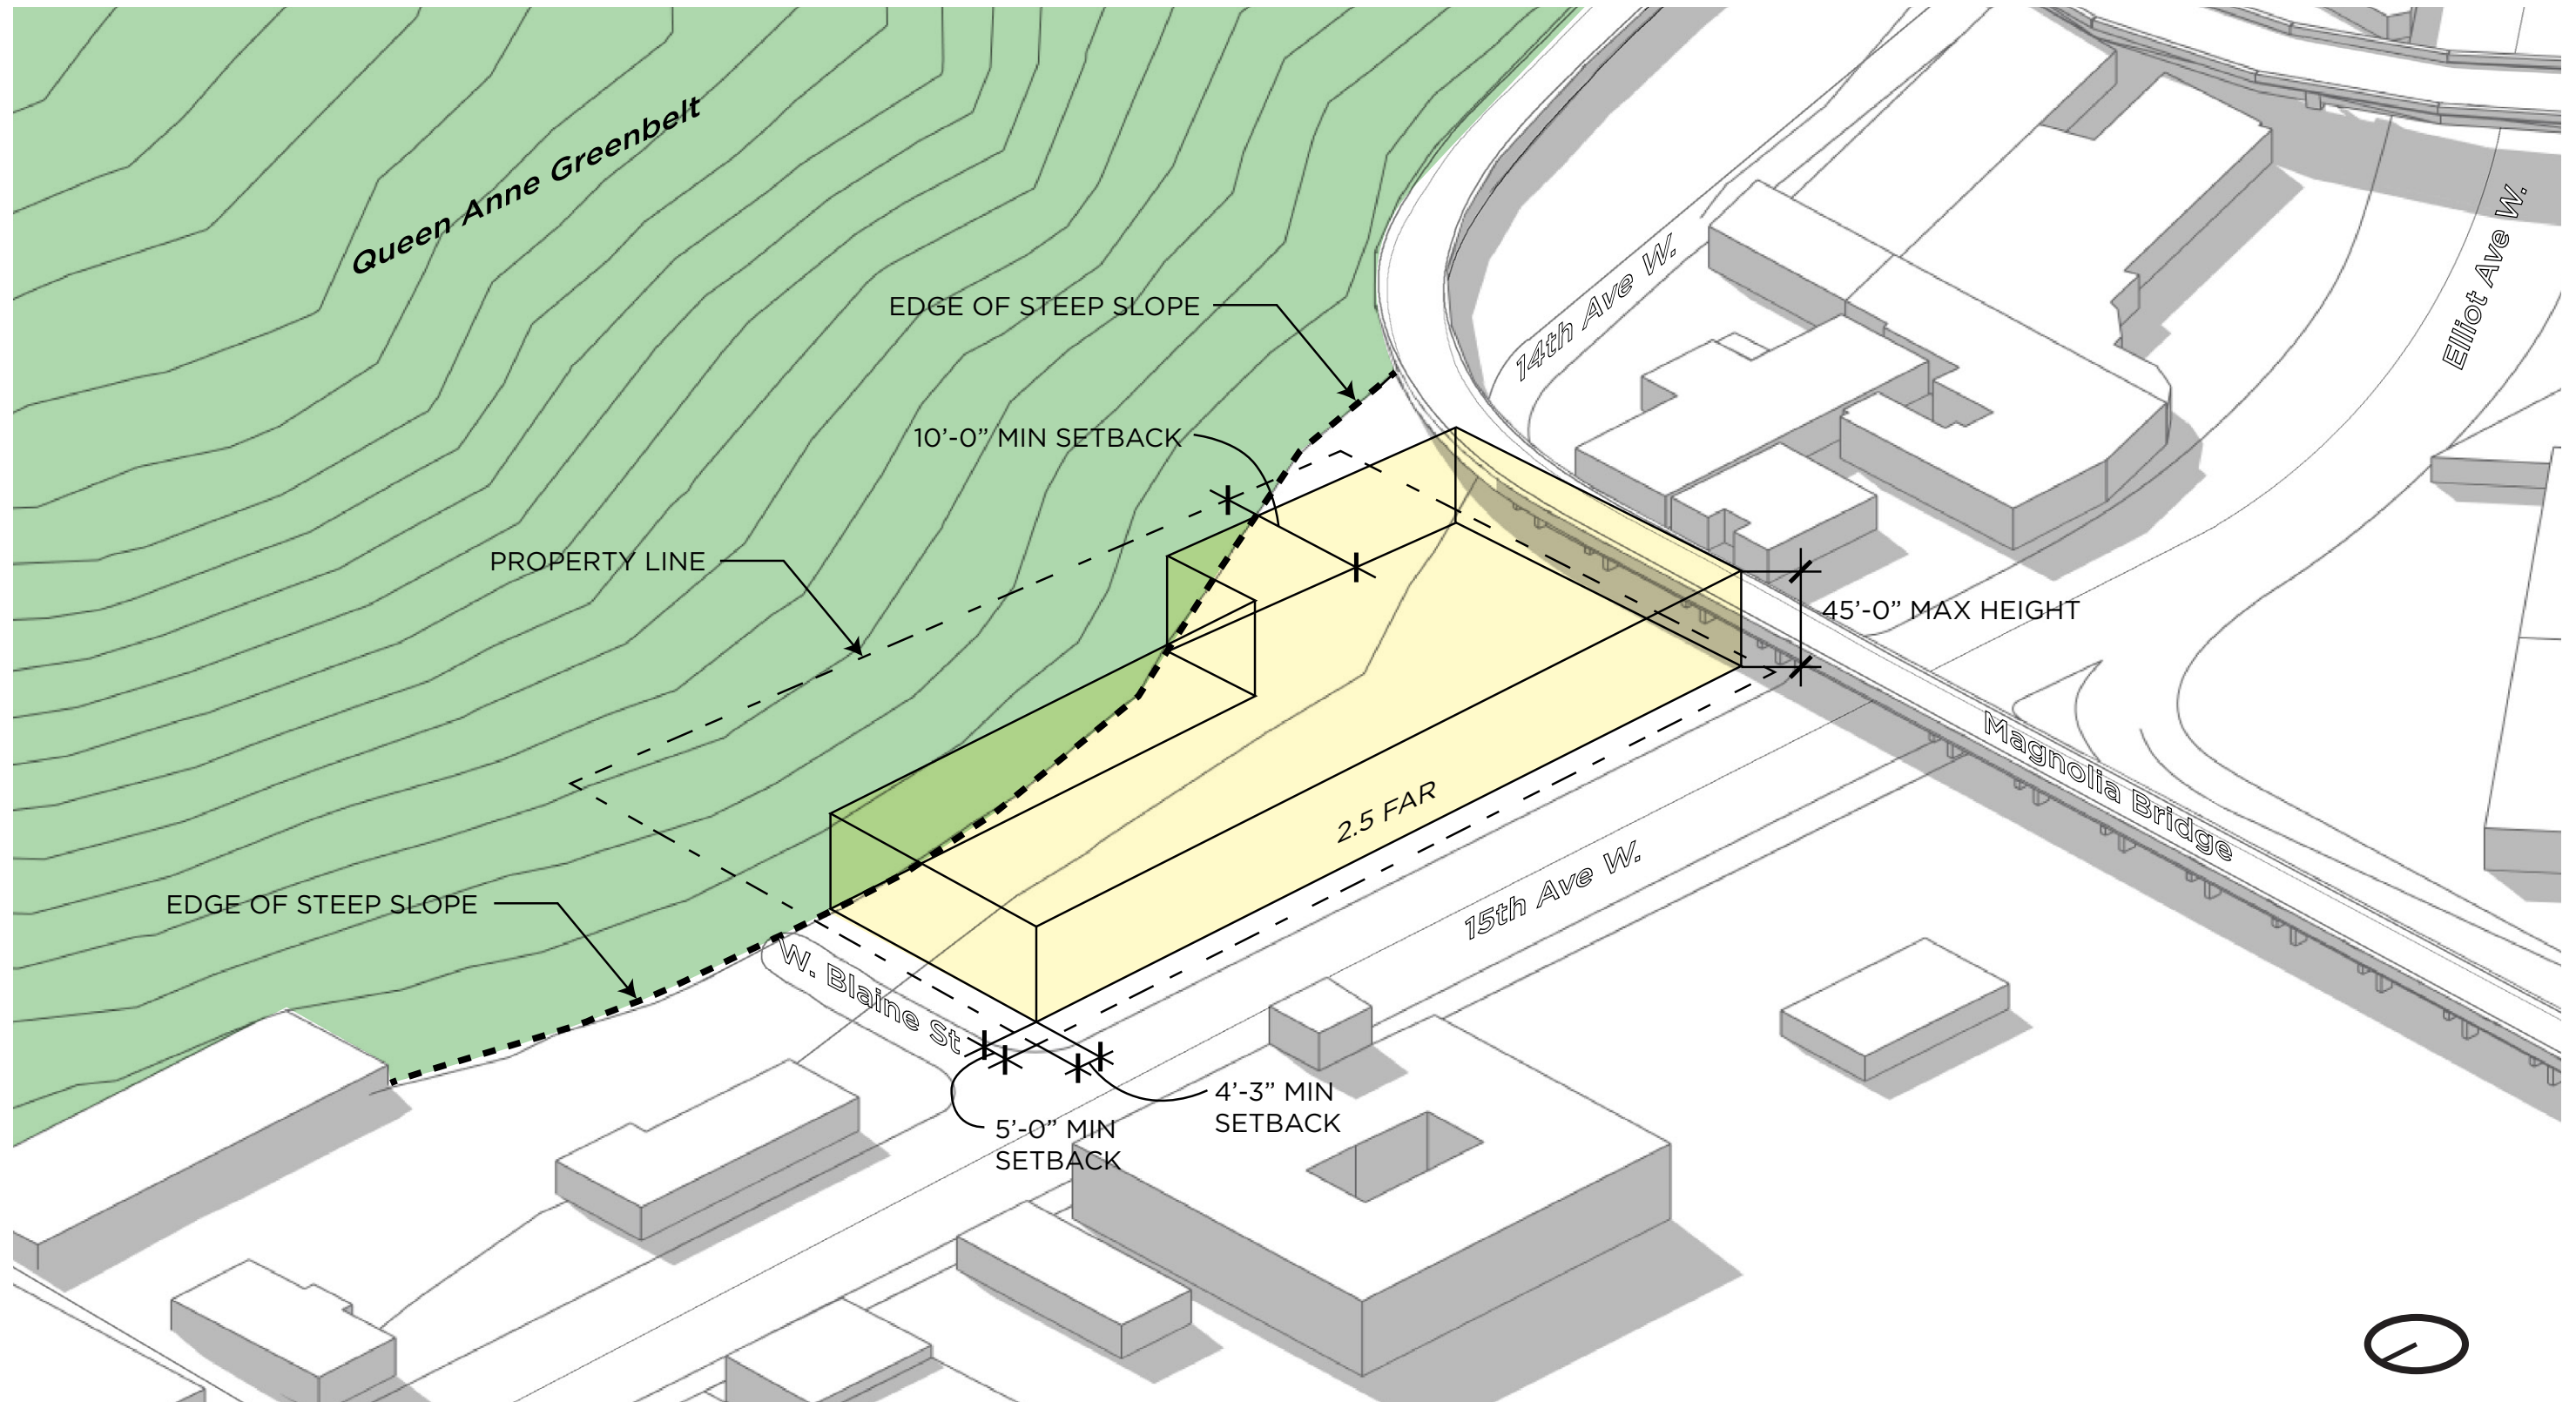 Queen Anne Greenbelt
Elliot Ave W.
14th Ave W.
EDGE OF STEEP SLOPE
10’-0” MIN SETBACK
PROPERTY LINE
45’-0” MAX HEIGHT
Magnolia Bridge
2.5 FAR
15th Ave W.
EDGE OF STEEP SLOPE
W. Blaine St
4’-3” MIN
SETBACK
5’-0” MIN
SETBACK